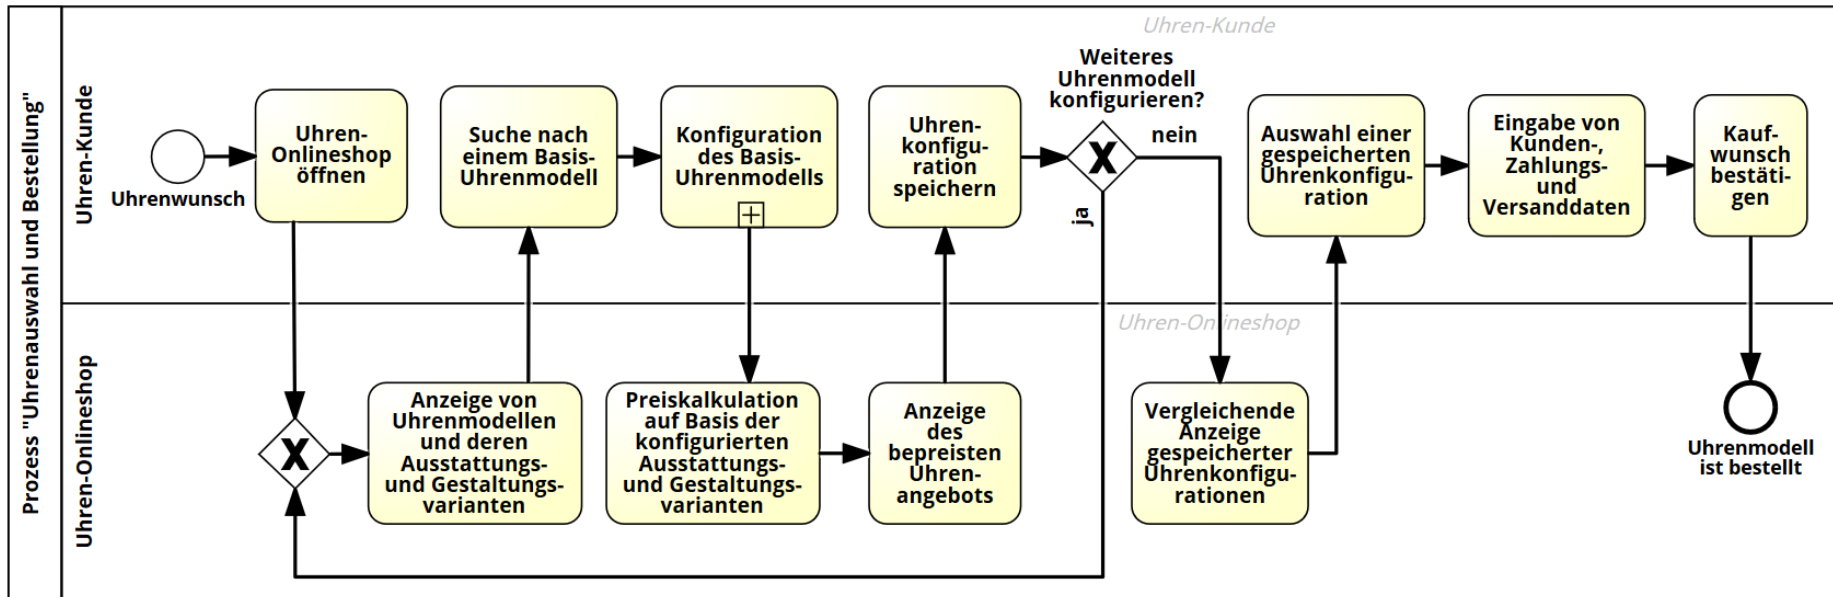 Prozess "Uhrenauswahl und Bestellung"
Uhren-Kunde
Uhren-Kunde
Uhrenwunsch
Uhren-
Onlineshop
öffnen
Suche nach
einem Basis-
Uhrenmodell
Konfiguration
des Basis-
Uhrenmodells
Uhren-
konfigu-
ration
speichern
Weiteres
Uhrenmodell
konfigurieren?
nein
ja
Auswahl einer
gespeicherten
Uhrenkonfigu-
ration
Eingabe von
Kunden-,
Zahlungs-
und
Versanddaten
Kauf-
wunsch
bestäti-
gen
Uhren-Onlineshop
Uhren-Onlineshop
Anzeige von
Uhrenmodellen
und deren
Ausstattungs-
und Gestaltungs-
varianten
Preiskalkulation
auf Basis der
konfigurierten
Ausstattungs-
und Gestaltungs-
varianten
Anzeige
des
bepreisten
Uhren-
angebots
Vergleichende
Anzeige
gespeicherter
Uhrenkonfigu-
rationen
Uhrenmodell
ist bestellt